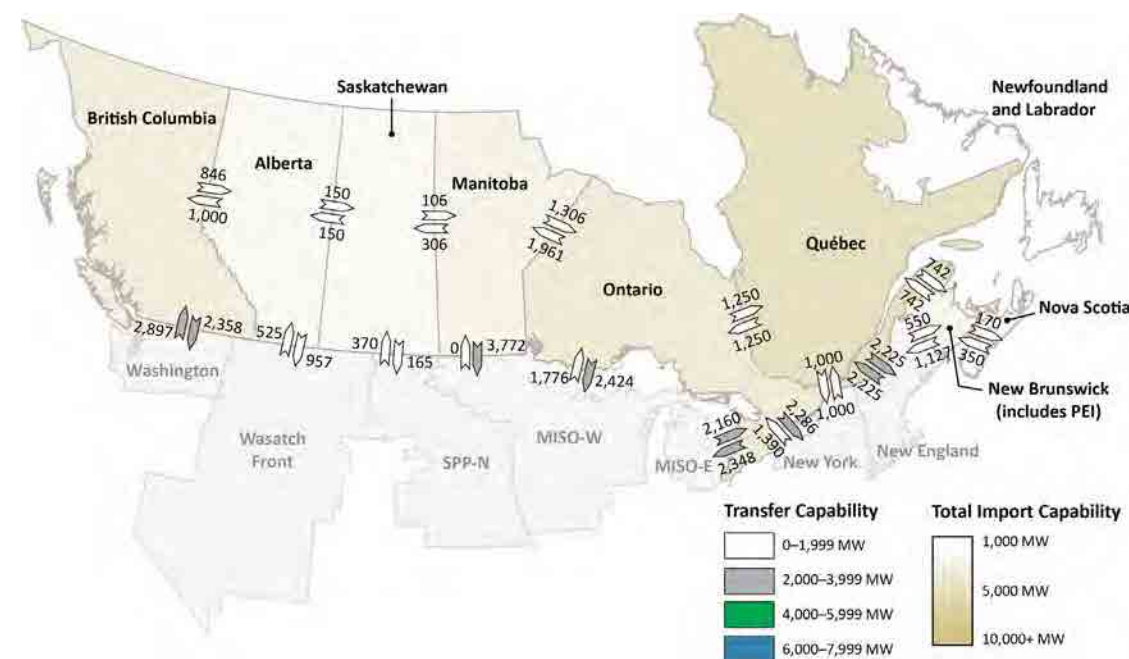 Saskatchewan
Newfoundland
and Labrador
British Columbia
Alberta
Manitoba
Québec
Ontario
Nova Scotia
New Brunswick
(includes PEI)
846
1,000
150
150
106
306
1,306
1,961
1,250
1,250
742
742
550
1,127
170
350
2,225
2,225
1,000
1,000
2,897
2,358
525
957
370
165
0
3,772
1,776
2,424
2,160
2,348
1,390
2,286
Washington
Wasatch
Front
SPP-N
MISO-W
MISO-E
New York
New England
Transfer Capability
0–1,999 MW
2,000–3,999 MW
4,000–5,999 MW
6,000–7,999 MW
Total Import Capability
1,000 MW
5,000 MW
10,000+ MW